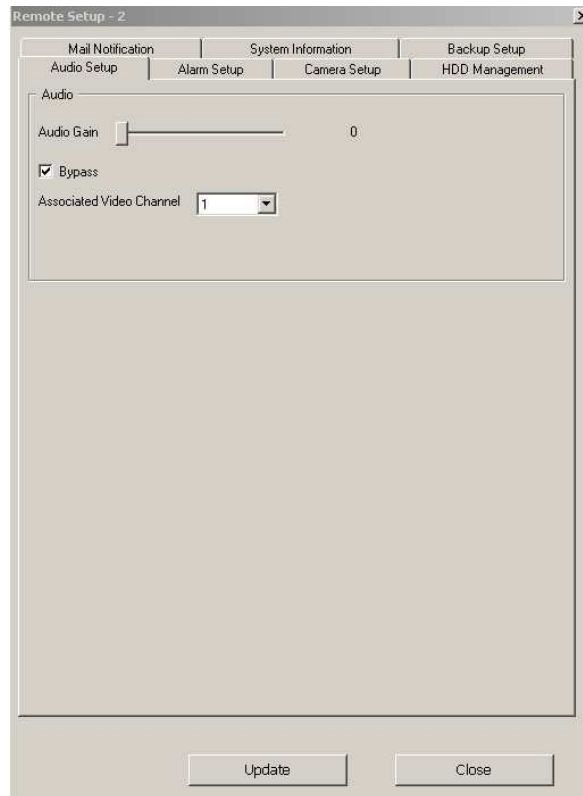 Remote Setup - 2
Mail Notification System Information Backup Setup
Audio Setup Alarm Setup Camera Setup HDD Management
Audio
Audio Gain 0
Bypass
Associated Video Channel 1
Update Close